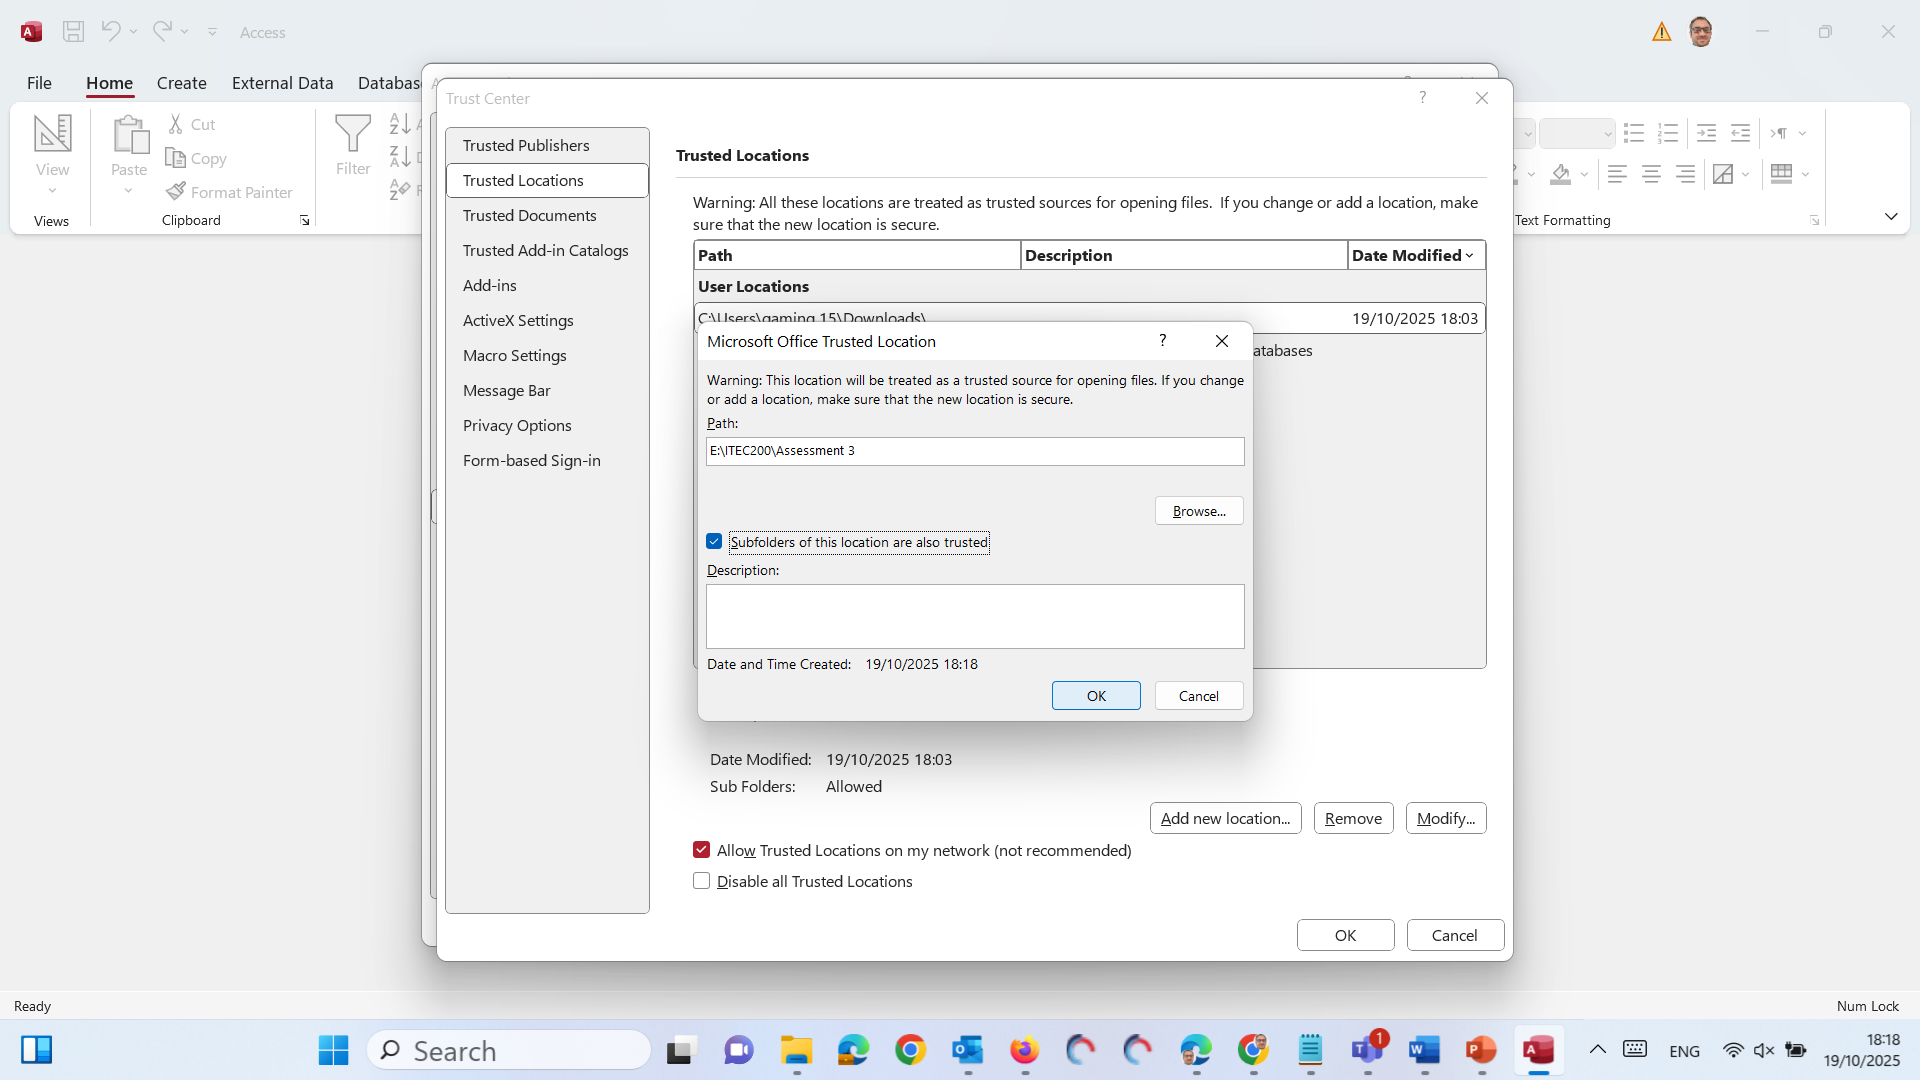 Access
File
Home
Create
External Data
Trust Center
?
View
Views
Paste
Cut
Copy
Format Painter
Clipboard
Filter
Text Formatting
Trusted Publishers
Trusted Locations
Trusted Documents
Trusted Add-in Catalogs
Add-ins
ActiveX Settings
Macro Settings
Message Bar
Privacy Options
Form-based Sign-in
Trusted Locations
Warning: All these locations are treated as trusted sources for opening files.  If you change or add a location, make
sure that the new location is secure.
Path
Description
Date Modified
User Locations
C:\Users\gaming 15\Downloads\
19/10/2025 18:03
Microsoft Office Trusted Location
?
Warning: This location will be treated as a trusted source for opening files. If you change
or add a location, make sure that the new location is secure.
Path:
E:\ITEC200\Assessment 3
Browse...
Subfolders of this location are also trusted
Description:
Date and Time Created: 19/10/2025 18:18
OK
Cancel
Date Modified: 19/10/2025 18:03
Sub Folders: Allowed
Add new location...
Remove
Modify...
Allow Trusted Locations on my network (not recommended)
Disable all Trusted Locations
OK
Cancel
Ready
Num Lock
Search
1
ENG
18:18
19/10/2025